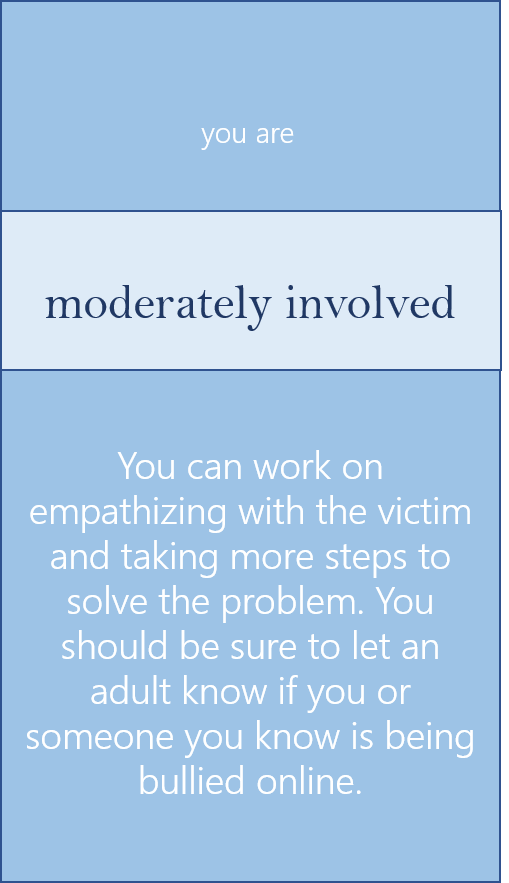 you are
moderately involved
You can work on
empathizing with the victim
and taking more steps to
solve the problem. You
should be sure to let an
adult know if you or
someone you know is being
bullied online.